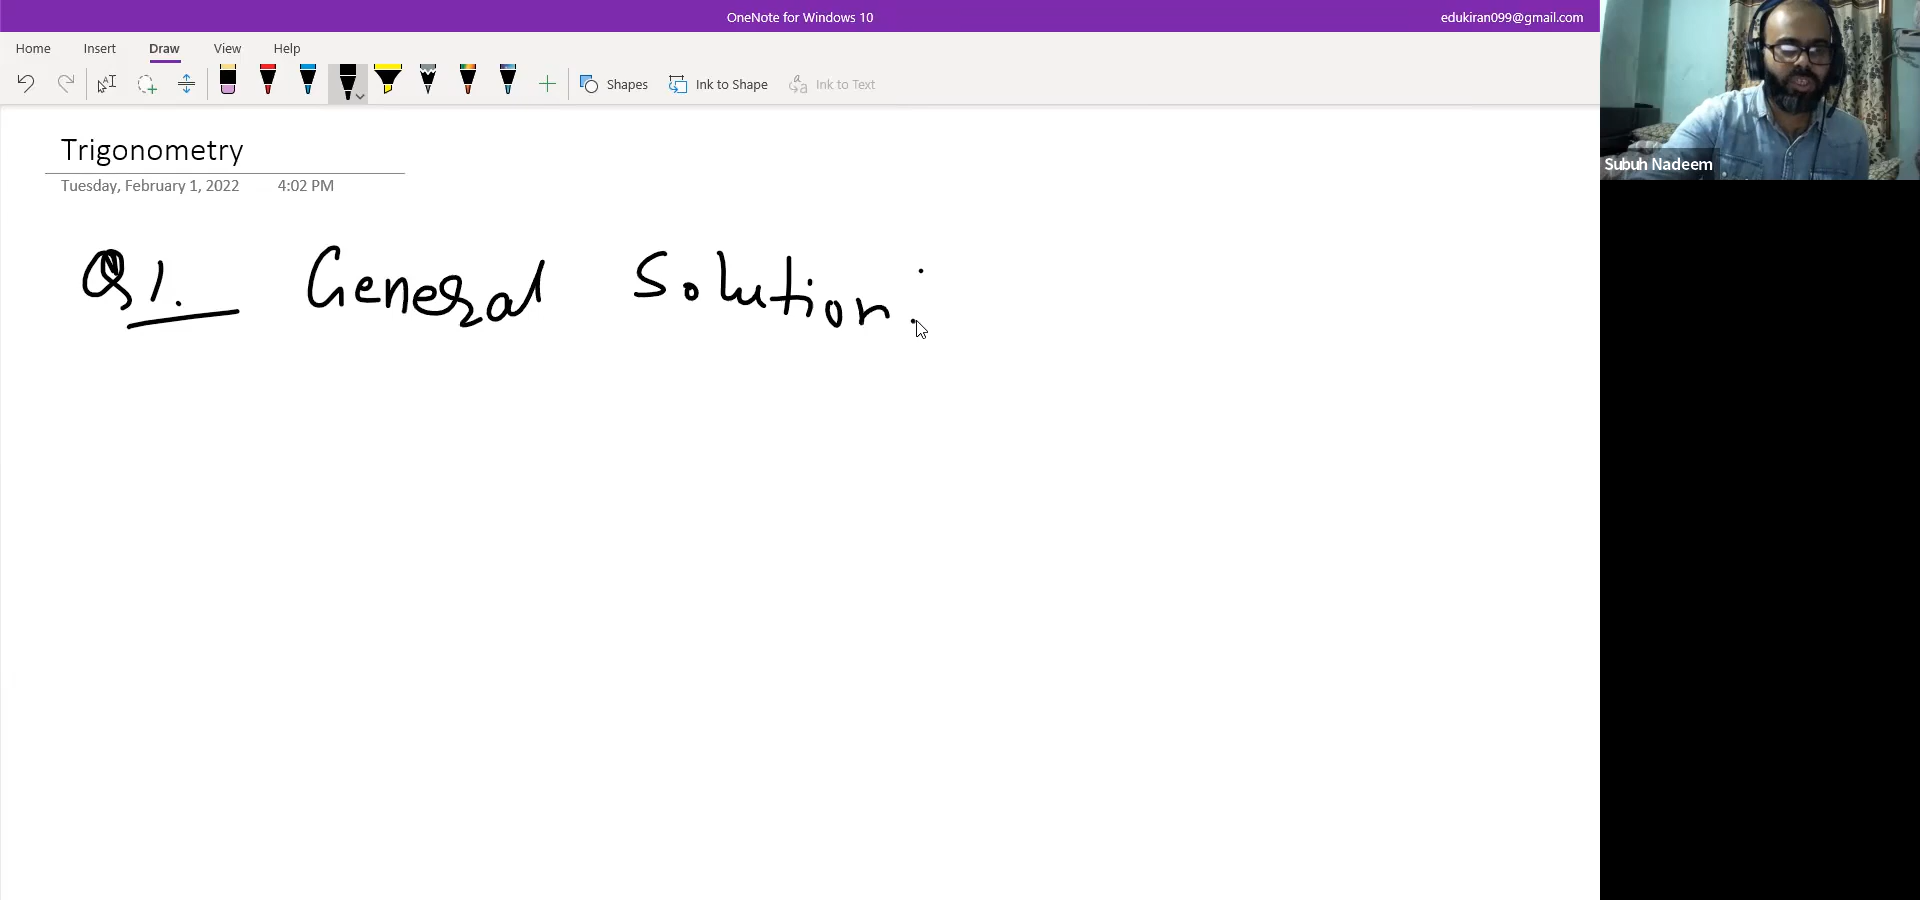 OneNote for Windows 10
edukiran099@gmail.com
Home Insert Draw View Help
Shapes Ink to Shape Ink to Text
Subuh Nadeem
Trigonometry
Tuesday, February 1, 2022 4:02 PM
Q1. General Solution: